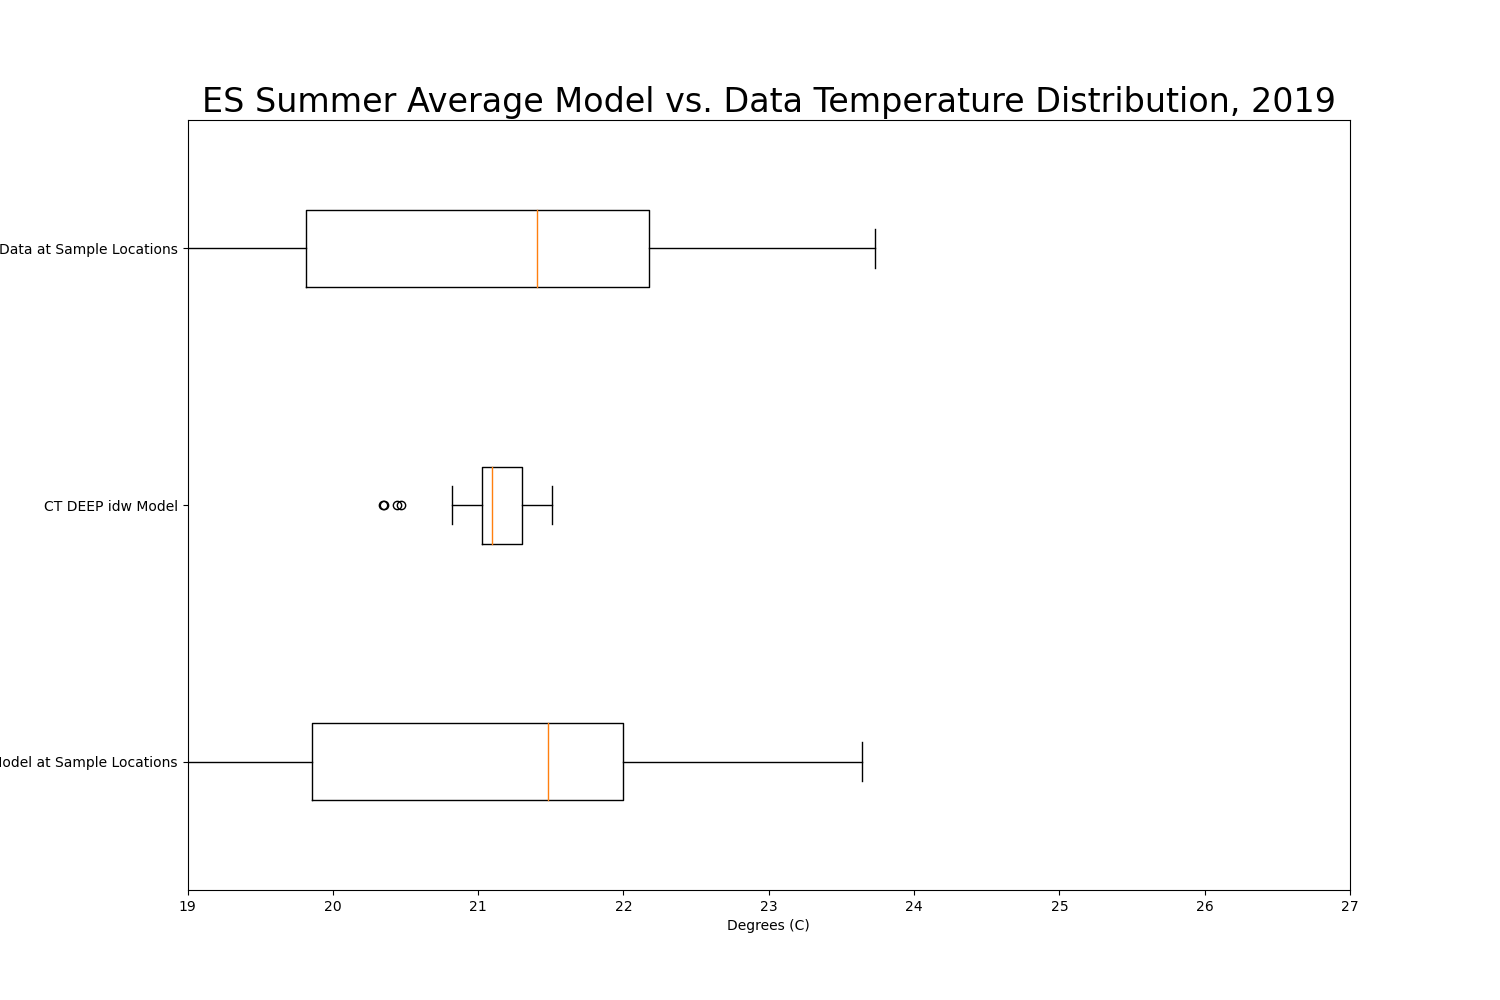 ES Summer Average Model vs. Data Temperature Distribution, 2019
Data at Sample Locations
CT DEEP idw Model
at Sample Locations
19 20 21 22 23 24 25 26 27
Degrees (C)